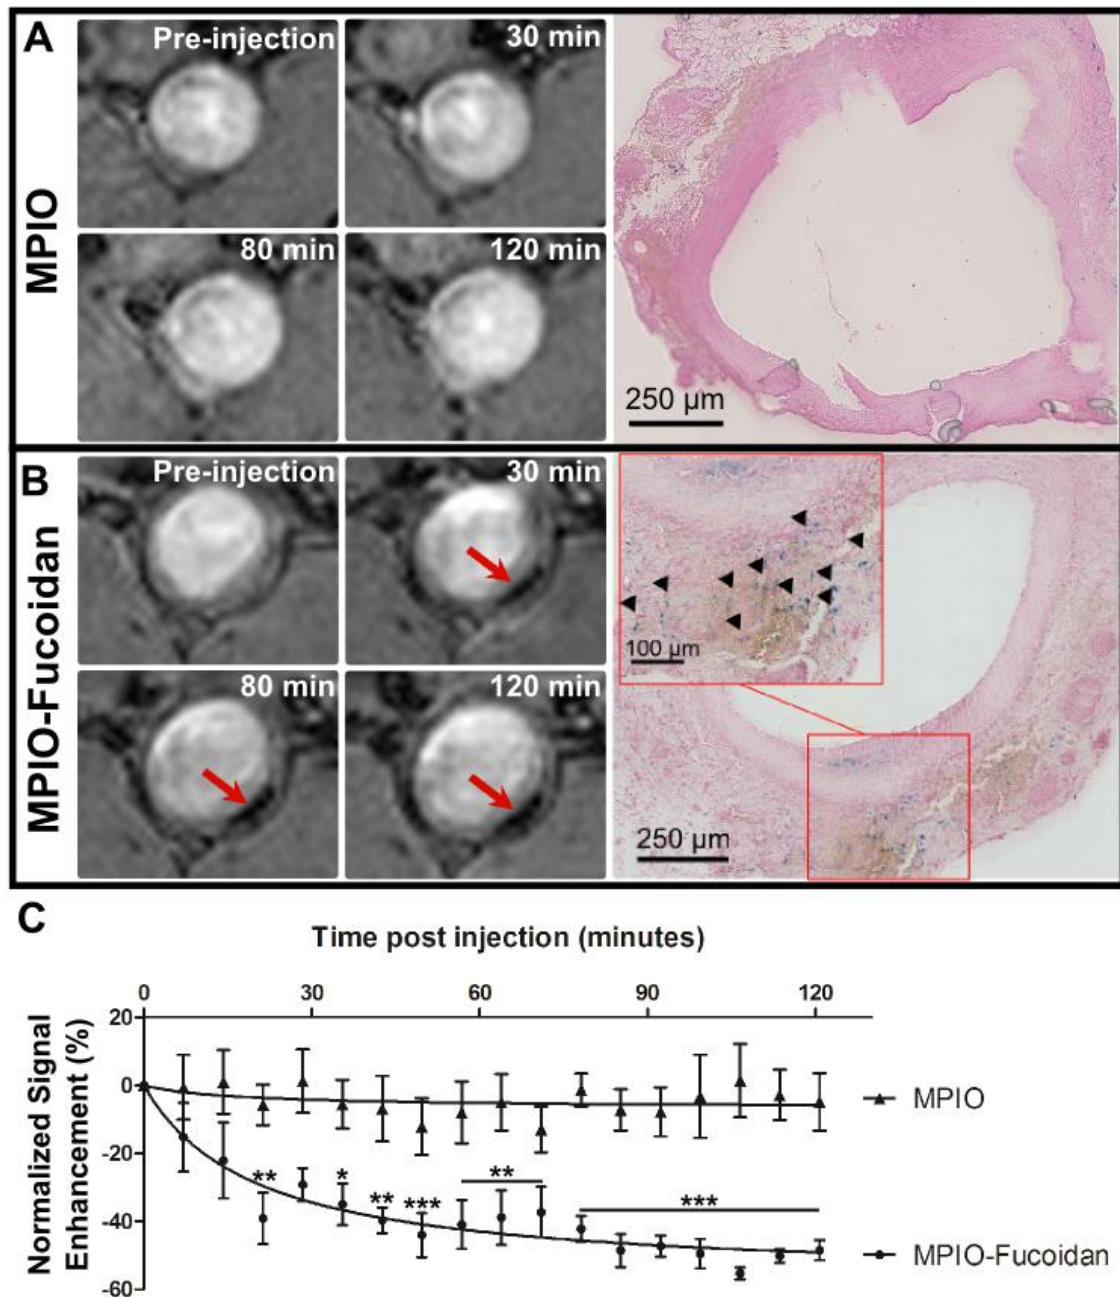 A
MPIO
Pre-injection
30 min
80 min
120 min
250 µm
B
MPIO-Fucoidan
Pre-injection
30 min
80 min
120 min
100 µm
250 µm
C
Time post injection (minutes)
0 30 60 90 120
Normalized Signal
Enhancement (%)
20
0
-20
-40
-60
** * ** *** ** ***
MPIO
MPIO-Fucoidan